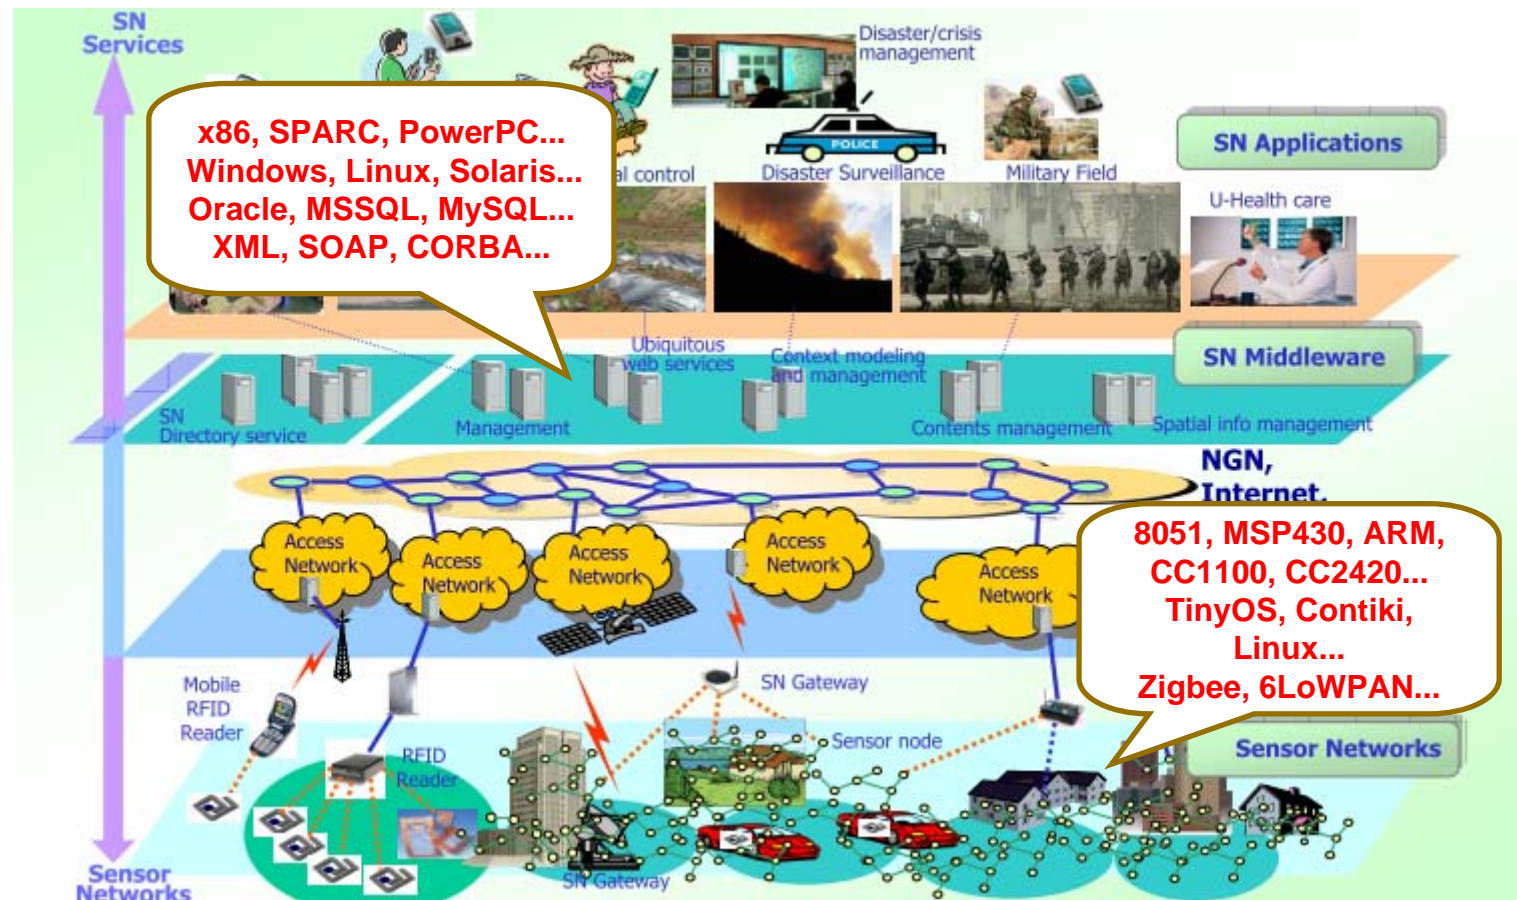 SN
Services
Disaster/crisis
management
x86, SPARC, PowerPC...
Windows, Linux, Solaris...
Oracle, MSSQL, MySQL...
XML, SOAP, CORBA...
POLICE
control
Disaster Surveillance
Military Field
SN Applications
U-Health care
Ubiquitous
web services
Context modeling
and management
SN Middleware
SN
Directory service
Management
Contents management
Spatial info management
NGN,
Internet,
Access
Network
Access
Network
Access
Network
Access
Network
Access
Network
8051, MSP430, ARM,
CC1100, CC2420...
TinyOS, Contiki,
Linux...
Zigbee, 6LoWPAN...
Mobile
RFID
Reader
SN Gateway
RFID
Reader
Sensor node
Sensor Networks
SN Gateway
Sensor
Networks